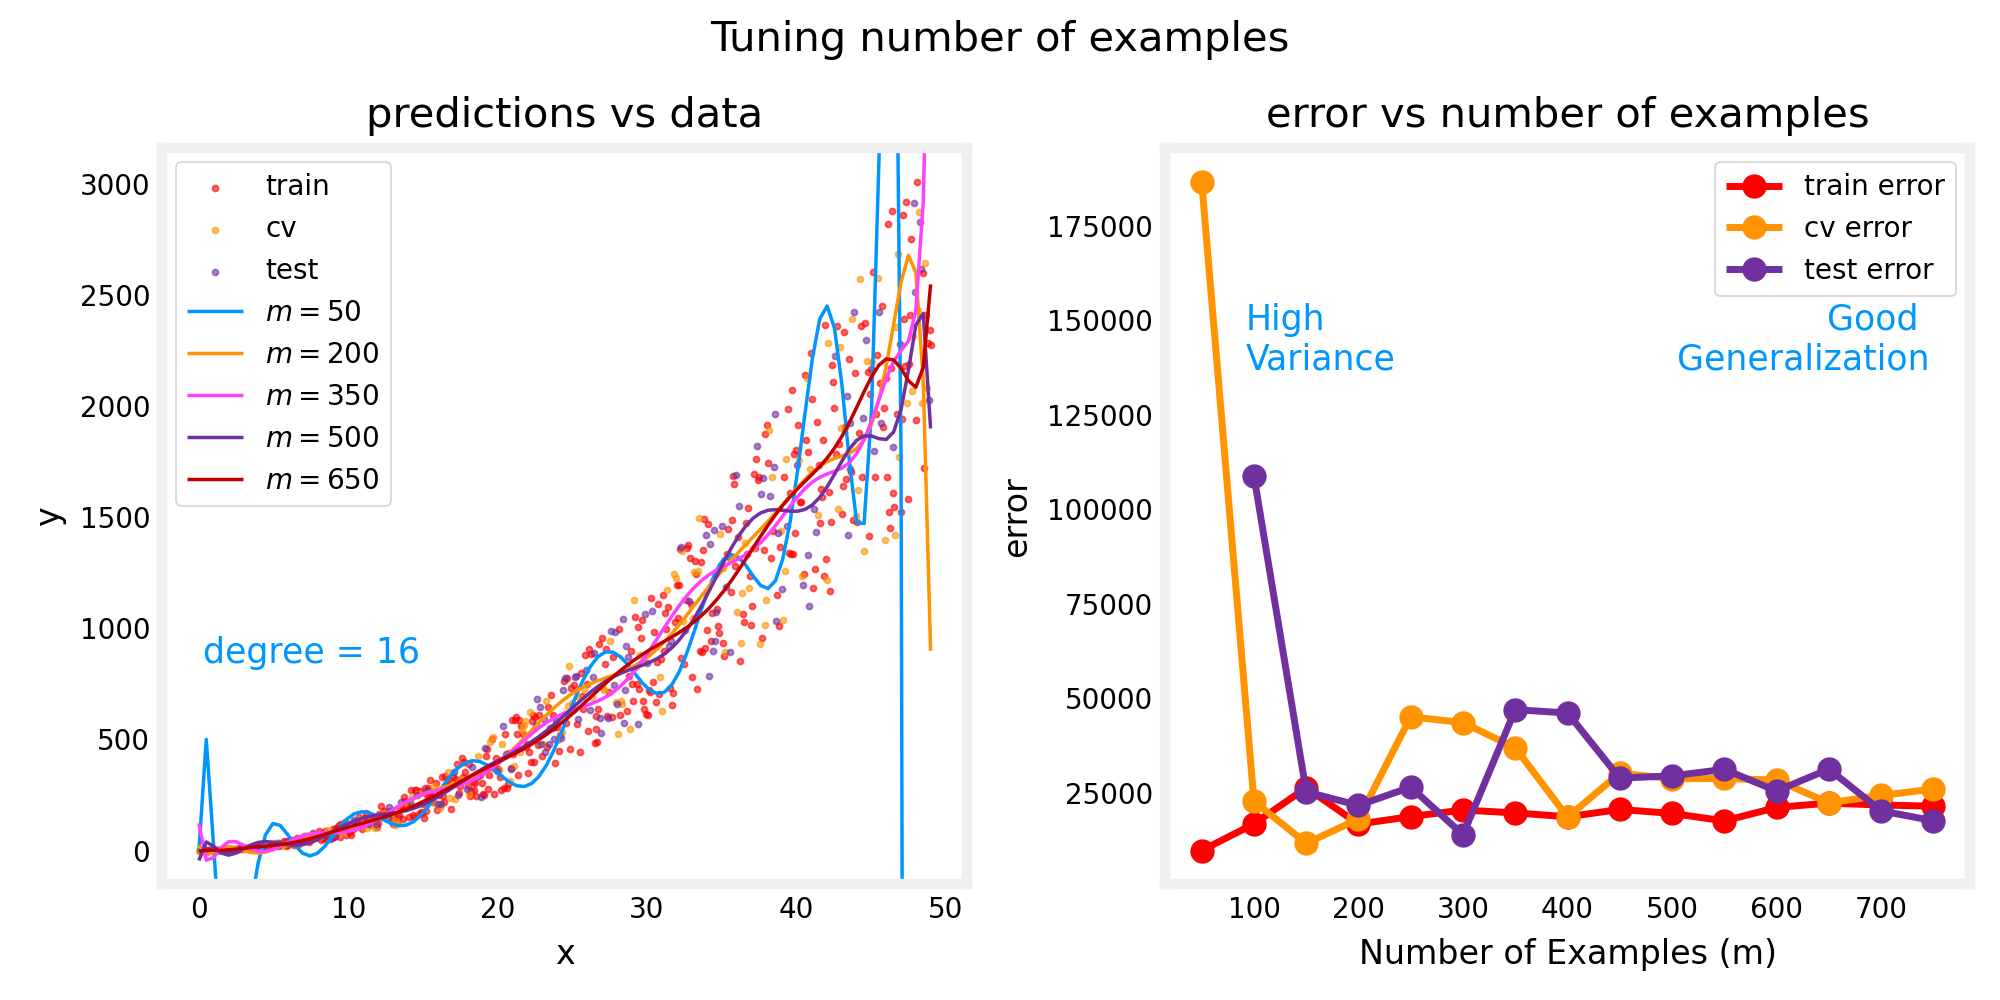 Tuning number of examples
predictions vs data
3000
2500
2000
1500
1000
500
0
y
train
cv
test
m = 50
m = 200
m = 350
m = 500
m = 650
degree = 16
0 10 20 30 40 50
x
error vs number of examples
175000
150000
125000
100000
75000
50000
25000
error
train error
cv error
test error
High
Variance
Good
Generalization
100 200 300 400 500 600 700
Number of Examples (m)